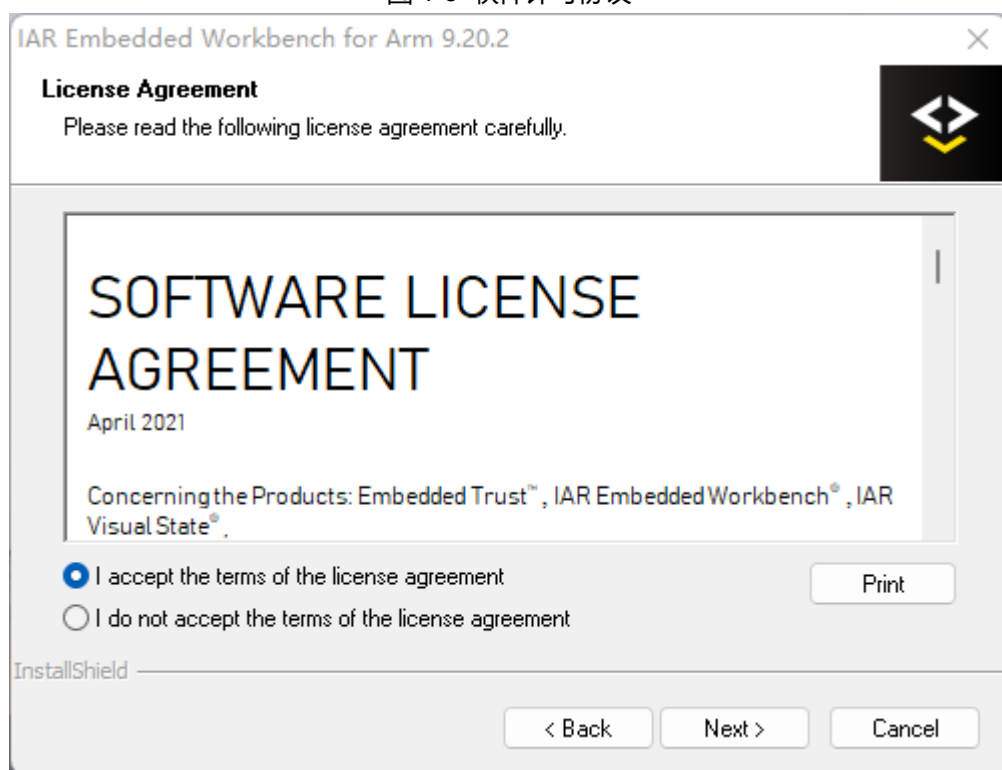 IAR Embedded Workbench for Arm 9.20.2
License Agreement
Please read the following license agreement carefully.
SOFTWARE LICENSE
AGREEMENT
April 2021
Concerning the Products: Embedded Trust™, IAR Embedded Workbench®, IAR
Visual State®,
I accept the terms of the license agreement
Print
I do not accept the terms of the license agreement
InstallShield
< Back
Next >
Cancel